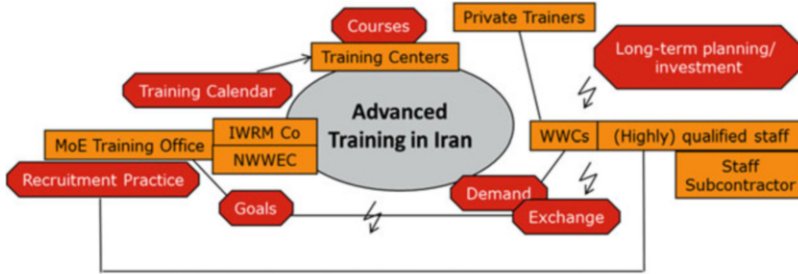 Courses
Private Trainers
Training Centers
Long-term planning/
investment
Training Calendar
Advanced
Training in Iran
IWRM Co
MoE Training Office
NWWEC
WWCs
(Highly) qualified staff
Staff
Subcontractor
Recruitment Practice
Demand
Goals
Exchange